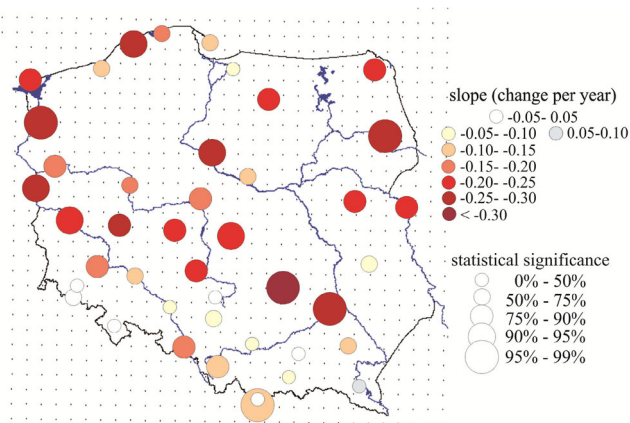 slope (change per year)
-0.05- 0.05
-0.05- -0.10 0.05-0.10
-0.10- -0.15
-0.15- -0.20
-0.20- -0.25
-0.25- -0.30
< -0.30
statistical significance
0% - 50%
50% - 75%
75% - 90%
90% - 95%
95% - 99%